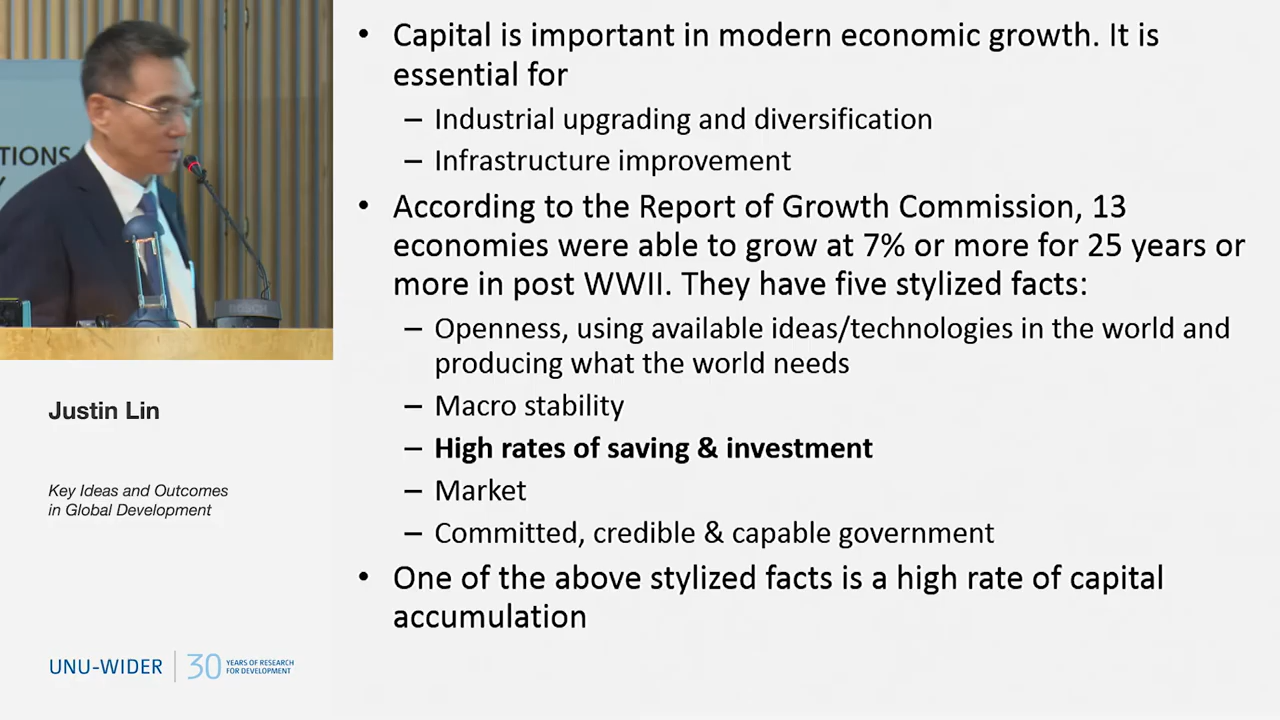 TIONS
• Capital is important in modern economic growth. It is
essential for
– Industrial upgrading and diversification
– Infrastructure improvement
• According to the Report of Growth Commission, 13
economies were able to grow at 7% or more for 25 years or
more in post WWII. They have five stylized facts:
– Openness, using available ideas/technologies in the world and
producing what the world needs
– Macro stability
– High rates of saving & investment
– Market
– Committed, credible & capable government
• One of the above stylized facts is a high rate of capital
accumulation
Justin Lin
Key Ideas and Outcomes
in Global Development
UNU-WIDER
30 YEARS OF RESEARCH
FOR DEVELOPMENT